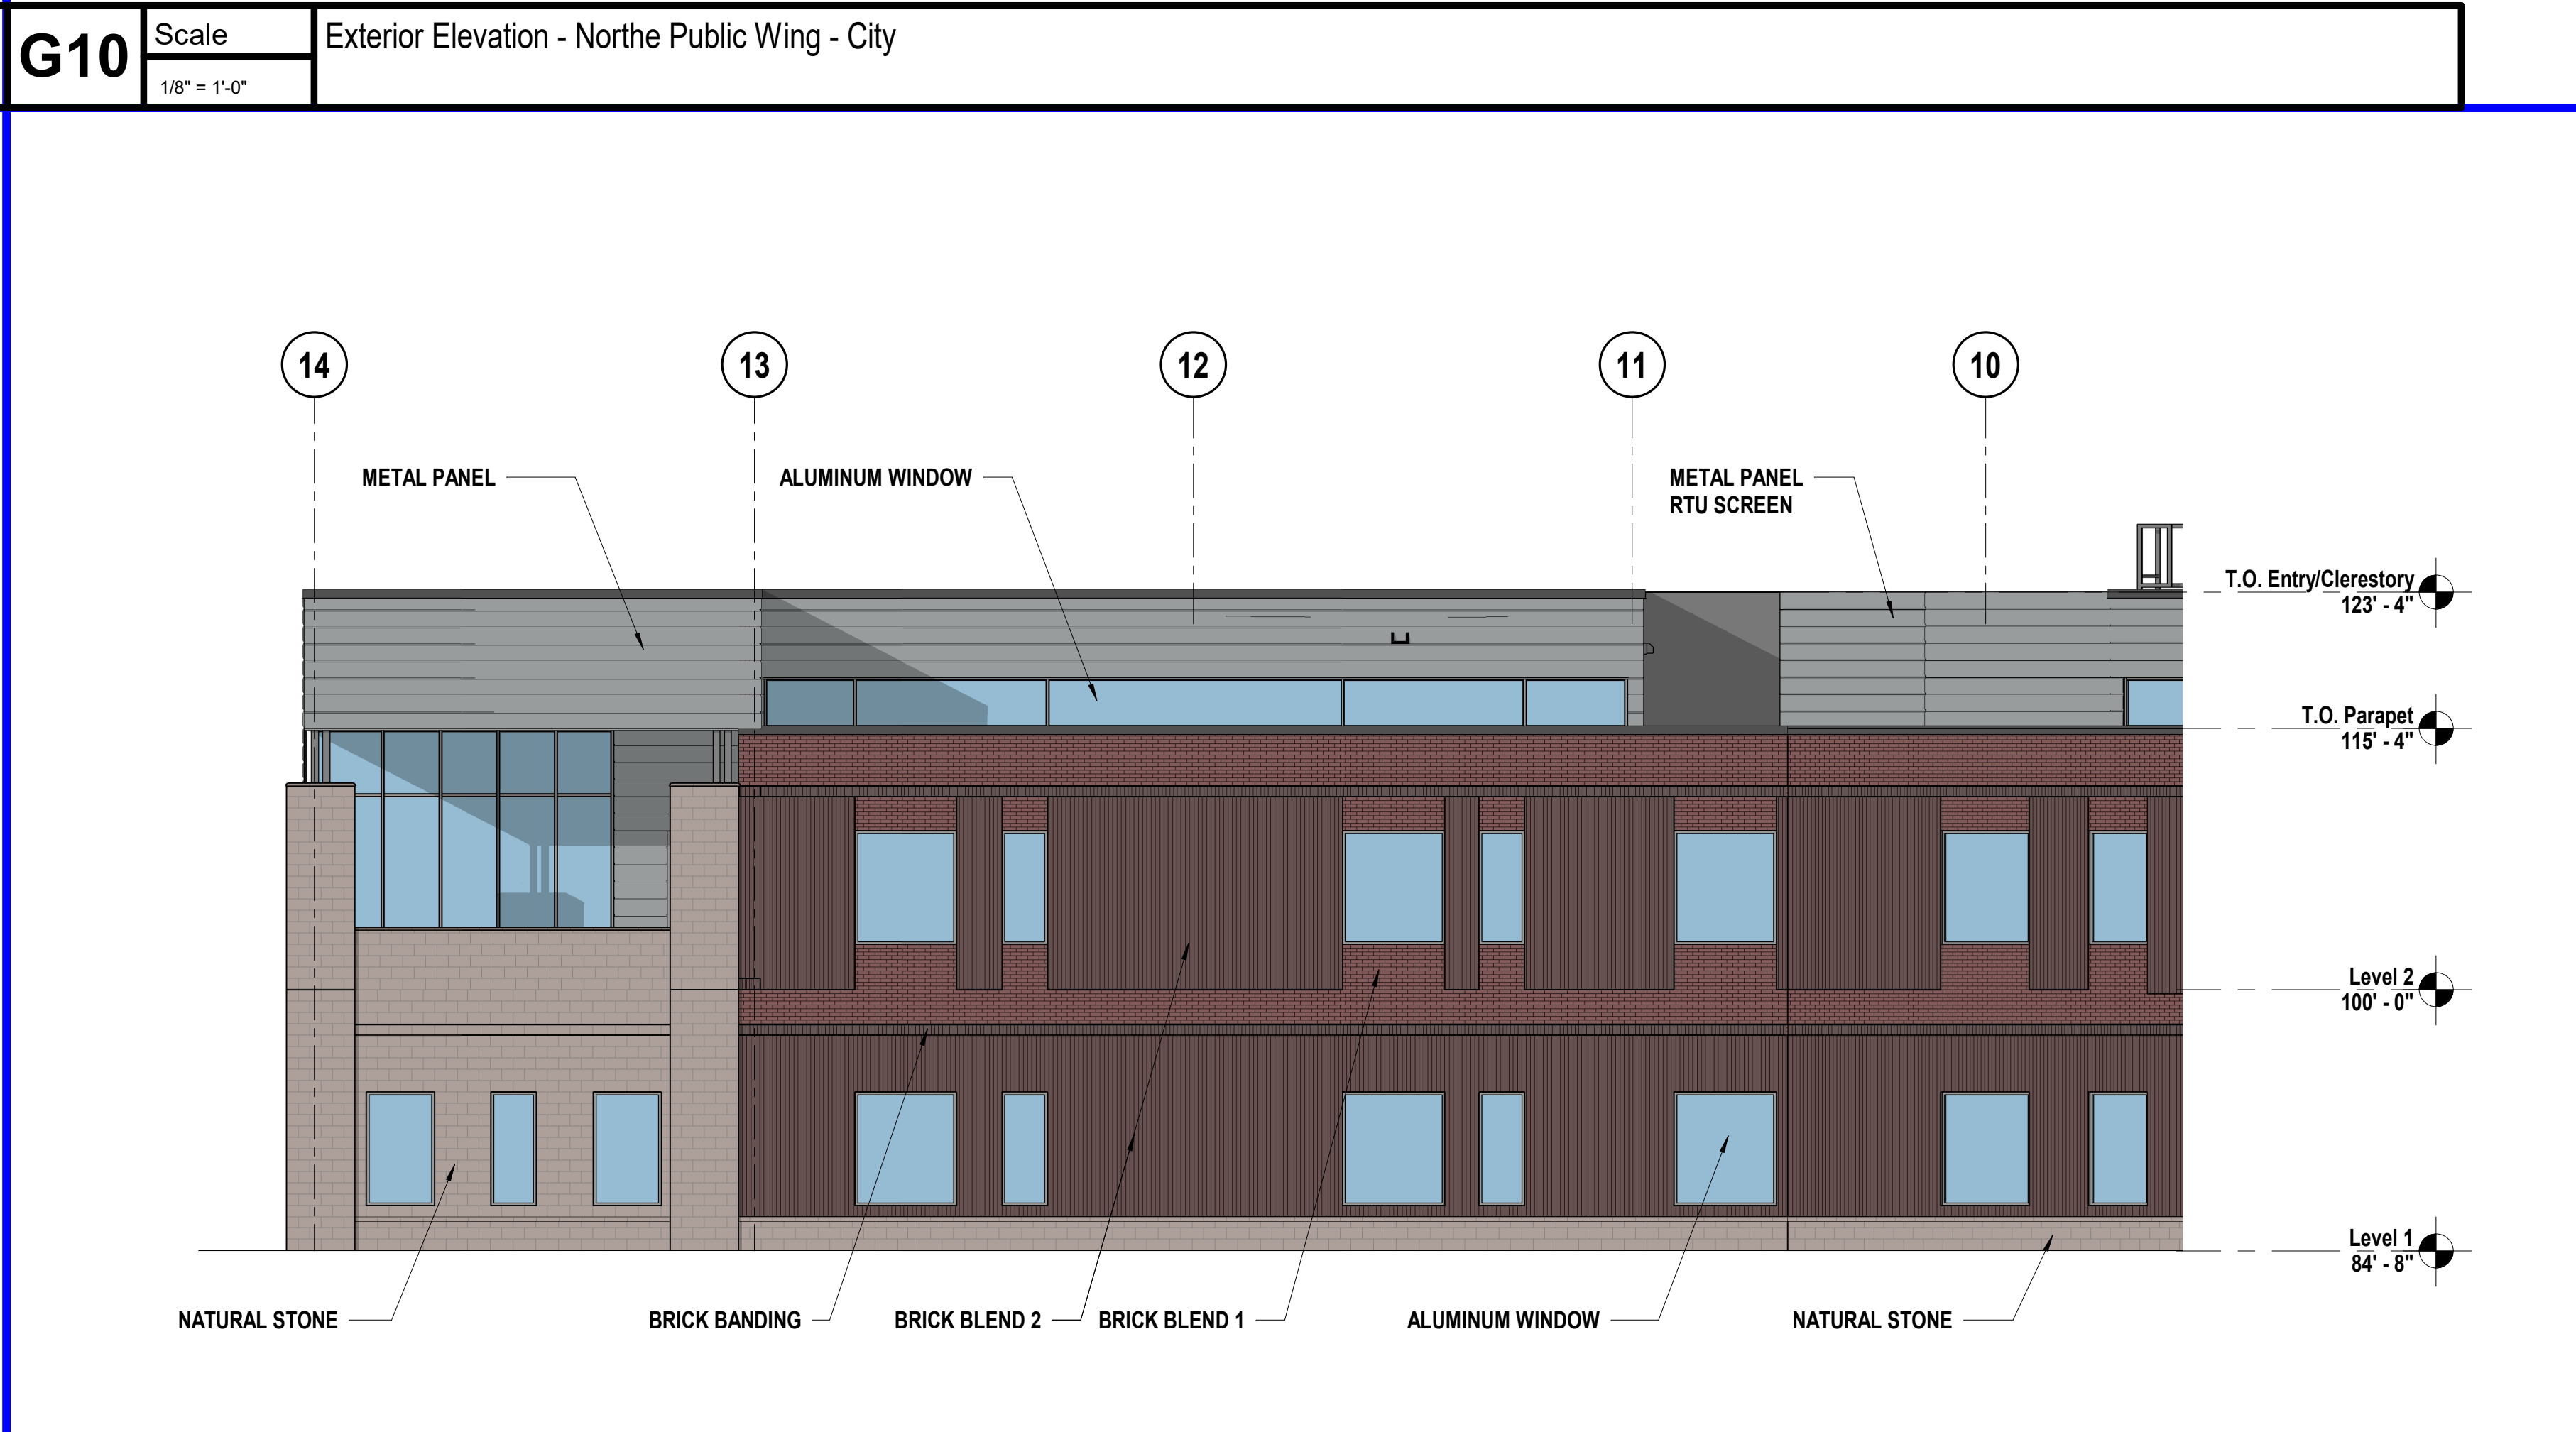 G10
Scale
1/8" = 1'-0"
Exterior Elevation - Northe Public Wing - City
14
13
12
11
10
METAL PANEL
ALUMINUM WINDOW
METAL PANEL
RTU SCREEN
T.O. Entry/Clerestory
123' - 4"
T.O. Parapet
115' - 4"
Level 2
100' - 0"
Level 1
84' - 8"
NATURAL STONE
BRICK BANDING
BRICK BLEND 2
BRICK BLEND 1
ALUMINUM WINDOW
NATURAL STONE